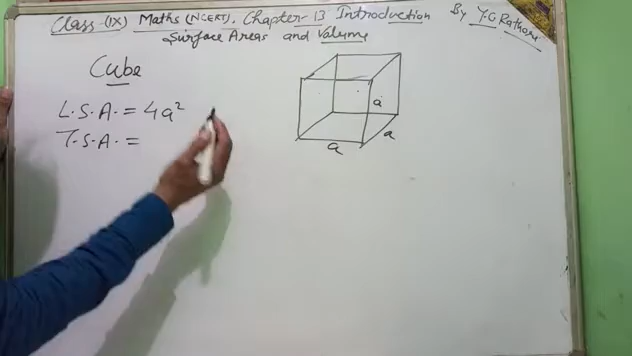 Class (IX) Maths (NCERT). Chapter-13 Introduction By Y.G Rathore
Surface Areas and Volume
Cube
L.S.A. = 4a²
T.S.A. =
a
a
a